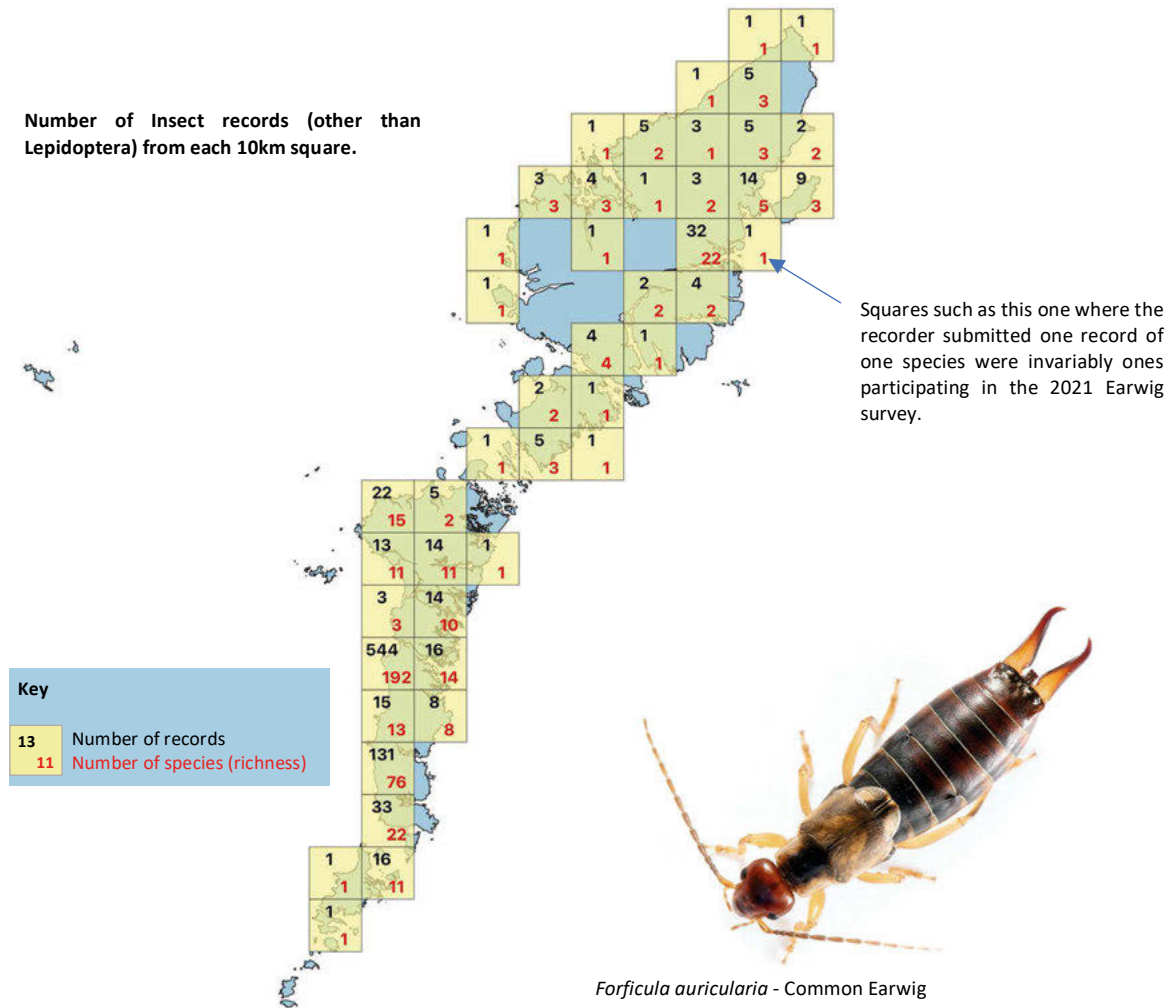 1 1
1 1
1 5
1 3
Number of Insect records (other than
Lepidoptera) from each 10km square.
1 5 3 5 2
1 2 1 3 2
3 4 1 3 14 9
3 3 1 2 5 3
1 1 32 1
1 1 22 1
1 2 4
1 2 2
Squares such as this one where the
recorder submitted one record of
one species were invariably ones
participating in the 2021 Earwig
survey.
4 1
4 1
2 1
2 1
1 5 1
1 3 1
22 5
15 2
13 14 1
11 11 1
3 14
3 10
544 16
192 14
15 8
13 8
131
76
33
22
1 16
1 11
1
1
Key
13 Number of records
11 Number of species (richness)
Forficula auricularia - Common Earwig